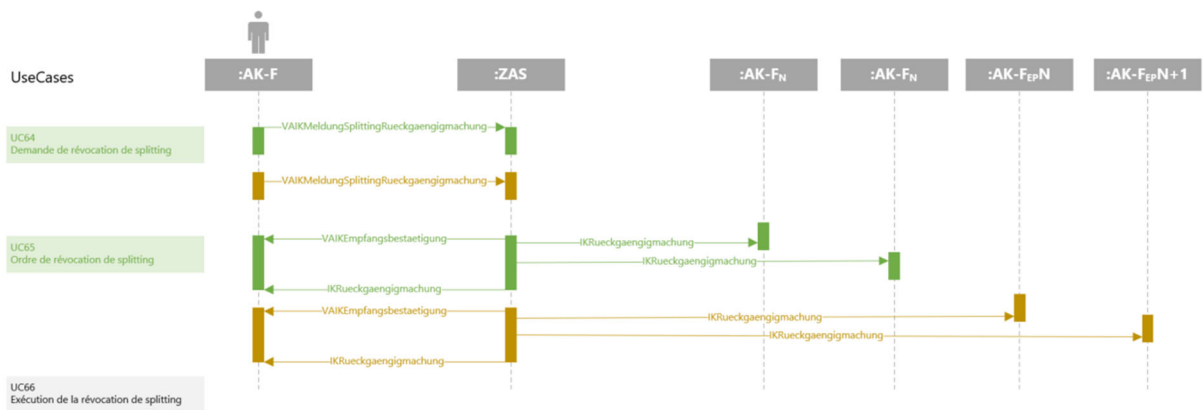 UseCases
:AK-F
:ZAS
:AK-FN
:AK-FN
:AK-FEPN
:AK-FEPN+1
UC64
Demande de révocation de splitting
VAIKMeldungSplittingRueckgaengigmachung
VAIKMeldungSplittingRueckgaengigmachung
UC65
Ordre de révocation de splitting
VAIKEmpfangsbestaetigung
IKRueckgaengigmachung
IKRueckgaengigmachung
IKRueckgaengigmachung
VAIKEmpfangsbestaetigung
IKRueckgaengigmachung
IKRueckgaengigmachung
IKRueckgaengigmachung
UC66
Exécution de la révocation de splitting